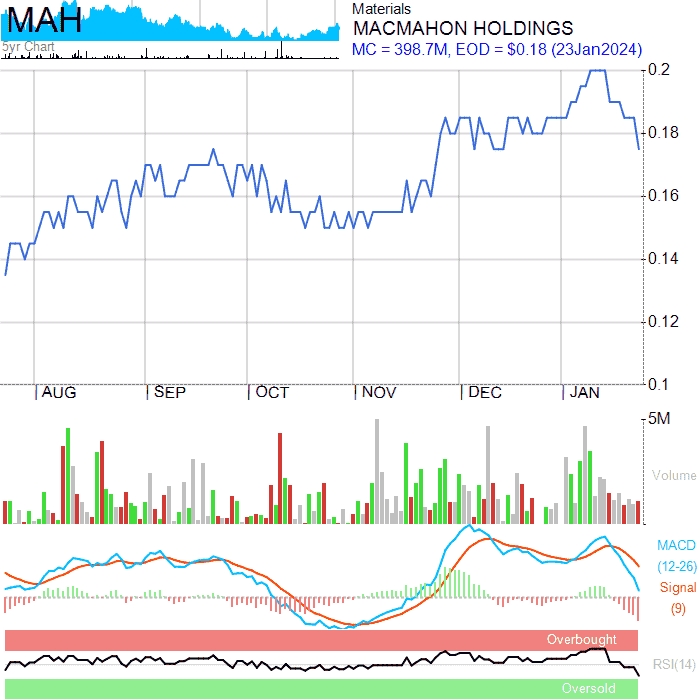 MAH
5yr Chart
Materials
MACMAHON HOLDINGS
MC = 398.7M, EOD = $0.18 (23Jan2024)
0.2
0.18
0.16
0.14
0.12
0.1
AUG SEP OCT NOV DEC JAN
5M
Volume
MACD
(12-26)
Signal
(9)
Overbought
RSI(14)
Oversold